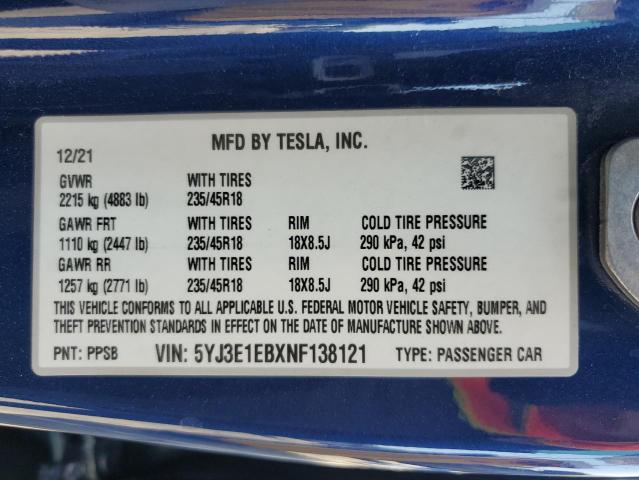 MFD BY TESLA, INC.
12/21
GVWR WITH TIRES
2215 kg (4883 lb) 235/45R18
GAWR FRT WITH TIRES RIM COLD TIRE PRESSURE
1110 kg (2447 lb) 235/45R18 18X8.5J 290 kPa, 42 psi
GAWR RR WITH TIRES RIM COLD TIRE PRESSURE
1257 kg (2771 lb) 235/45R18 18X8.5J 290 kPa, 42 psi
THIS VEHICLE CONFORMS TO ALL APPLICABLE U.S. FEDERAL MOTOR VEHICLE SAFETY, BUMPER, AND
THEFT PREVENTION STANDARDS IN EFFECT ON THE DATE OF MANUFACTURE SHOWN ABOVE.
PNT: PPSB VIN: 5YJ3E1EBXNF138121 TYPE: PASSENGER CAR